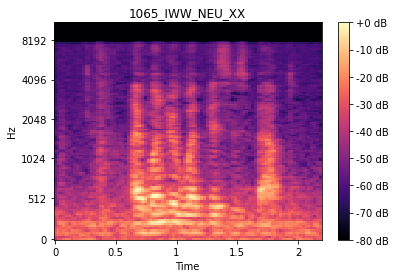 1065_IWW_NEU_XX
+0 dB
8192
-10 dB
4096
-20 dB
-30 dB
2048
Hz
-40 dB
1024
-50 dB
512
-60 dB
-70 dB
0
-80 dB
0
0.5
1
1.5
2
Time